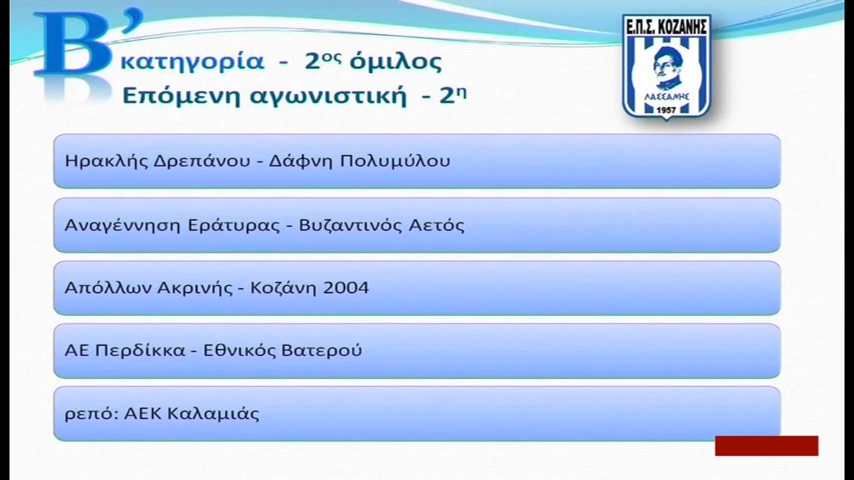 Β’ κατηγορία - 2ος όμιλος
Επόμενη αγωνιστική - 2η
Ε.Π.Σ. ΚΟΖΑΝΗΣ
ΛΑΣΣΑΝΗΣ
1957
Ηρακλής Δρεπάνου - Δάφνη Πολυμύλου
Αναγέννηση Εράτυρας - Βυζαντινός Αετός
Απόλλων Ακρινής - Κοζάνη 2004
ΑΕ Περδίκκα - Εθνικός Βατερού
ρεπό: ΑΕΚ Καλαμιάς